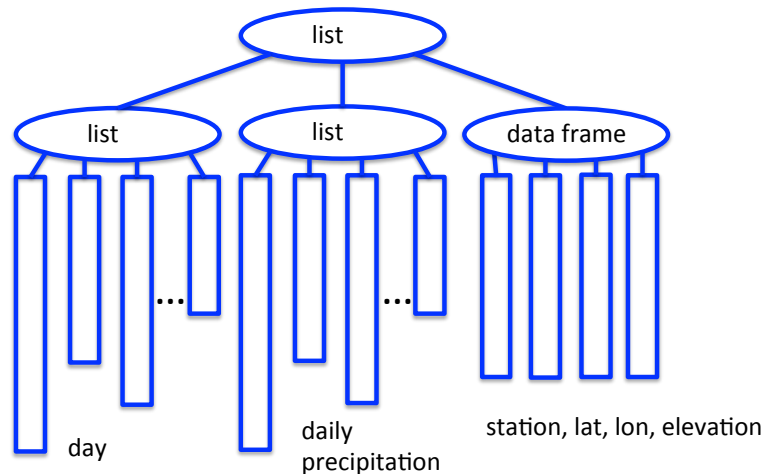 list
list
list
data frame
...
...
day
daily
precipitation
station, lat, lon, elevation